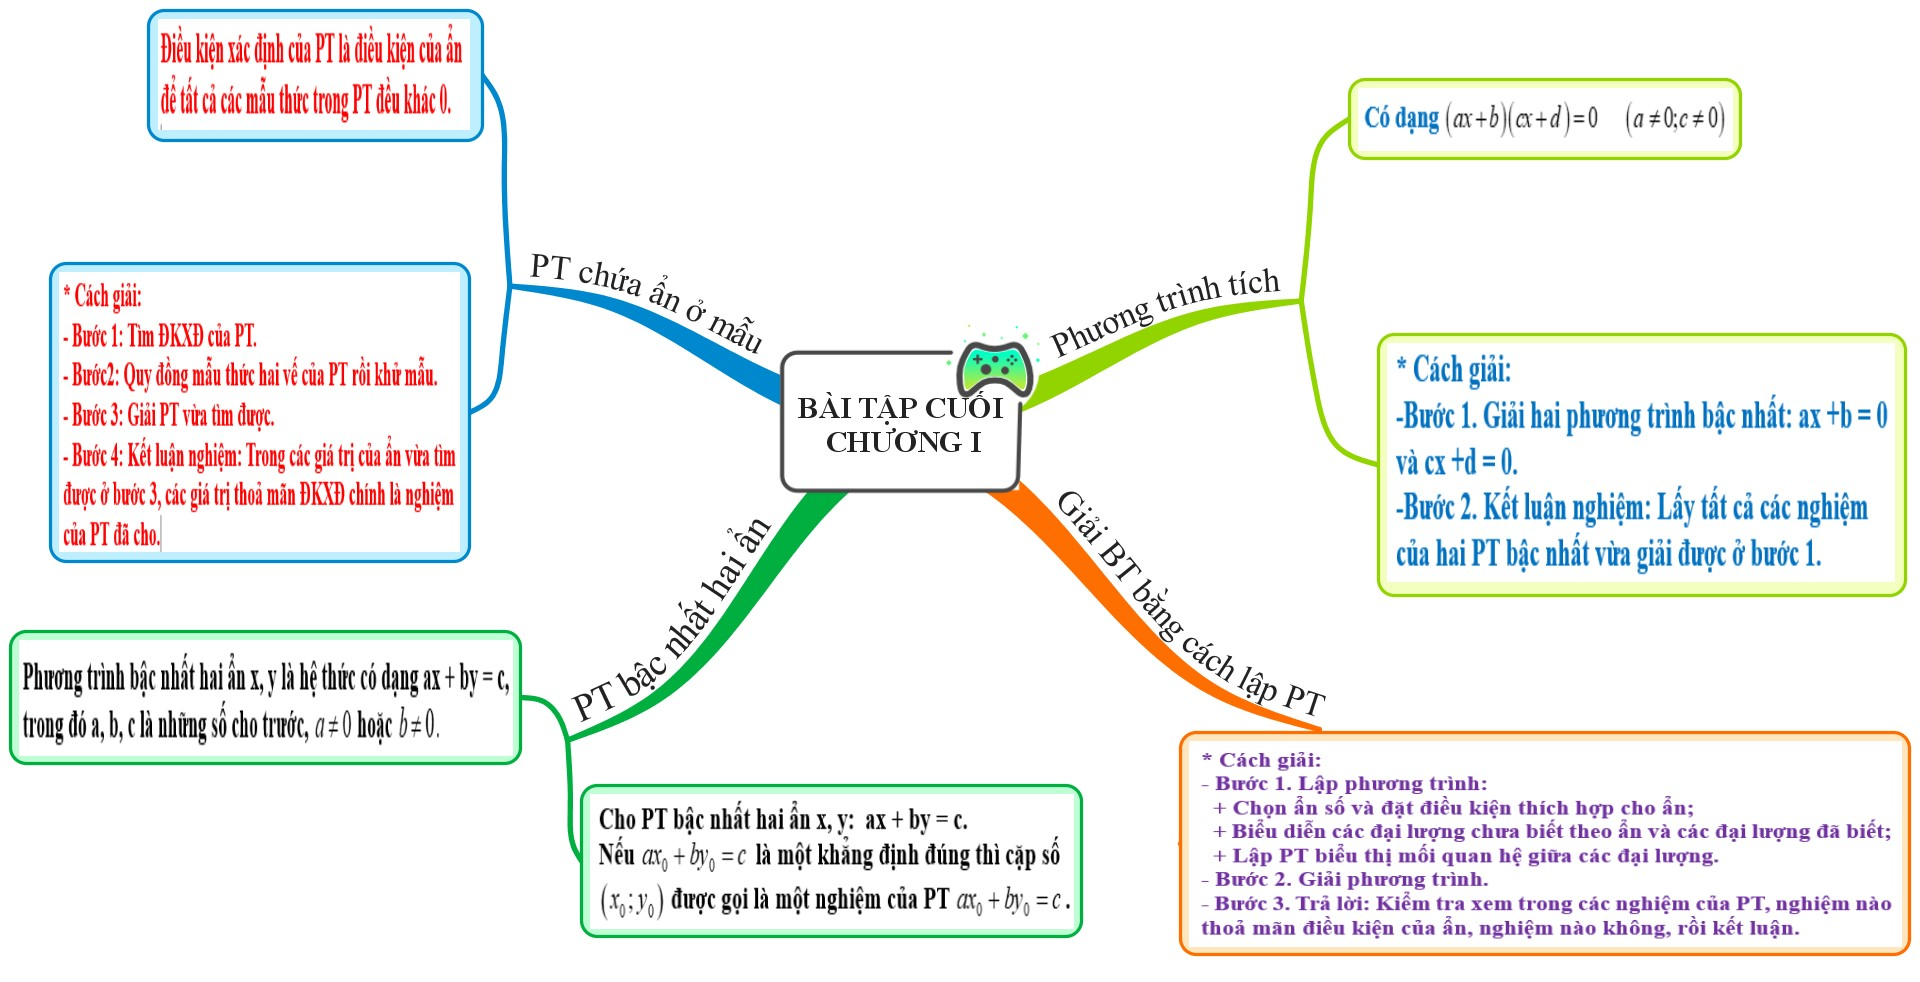 Điều kiện xác định của PT là điều kiện của ẩn
để tất cả các mẫu thức trong PT đều khác 0.
PT chứa ẩn ở mẫu
* Cách giải:
- Bước 1: Tìm ĐKXĐ của PT.
- Bước2: Quy đồng mẫu thức hai vế của PT rồi khử mẫu.
- Bước 3: Giải PT vừa tìm được.
- Bước 4: Kết luận nghiệm: Trong các giá trị của ẩn vừa tìm
được ở bước 3, các giá trị thoả mãn ĐKXĐ chính là nghiệm
của PT đã cho.
Có dạng (ax+b)(cx+d)=0 (a≠0;c≠0)
Phương trình tích
* Cách giải:
-Bước 1. Giải hai phương trình bậc nhất: ax +b = 0
và cx +d = 0.
-Bước 2. Kết luận nghiệm: Lấy tất cả các nghiệm
của hai PT bậc nhất vừa giải được ở bước 1.
BÀI TẬP CUỐI
CHƯƠNG I
PT bậc nhất hai ẩn
Phương trình bậc nhất hai ẩn x, y là hệ thức có dạng ax + by = c,
trong đó a, b, c là những số cho trước, a≠0 hoặc b≠0.
Cho PT bậc nhất hai ẩn x, y: ax + by = c.
Nếu ax₀+by₀=c là một khẳng định đúng thì cặp số
(x₀;y₀) được gọi là một nghiệm của PT ax₀+by₀=c.
Giải BT bằng cách lập PT
* Cách giải:
- Bước 1. Lập phương trình:
+ Chọn ẩn số và đặt điều kiện thích hợp cho ẩn;
+ Biểu diễn các đại lượng chưa biết theo ẩn và các đại lượng đã biết;
+ Lập PT biểu thị mối quan hệ giữa các đại lượng.
- Bước 2. Giải phương trình.
- Bước 3. Trả lời: Kiểm tra xem trong các nghiệm của PT, nghiệm nào
thoả mãn điều kiện của ẩn, nghiệm nào không, rồi kết luận.